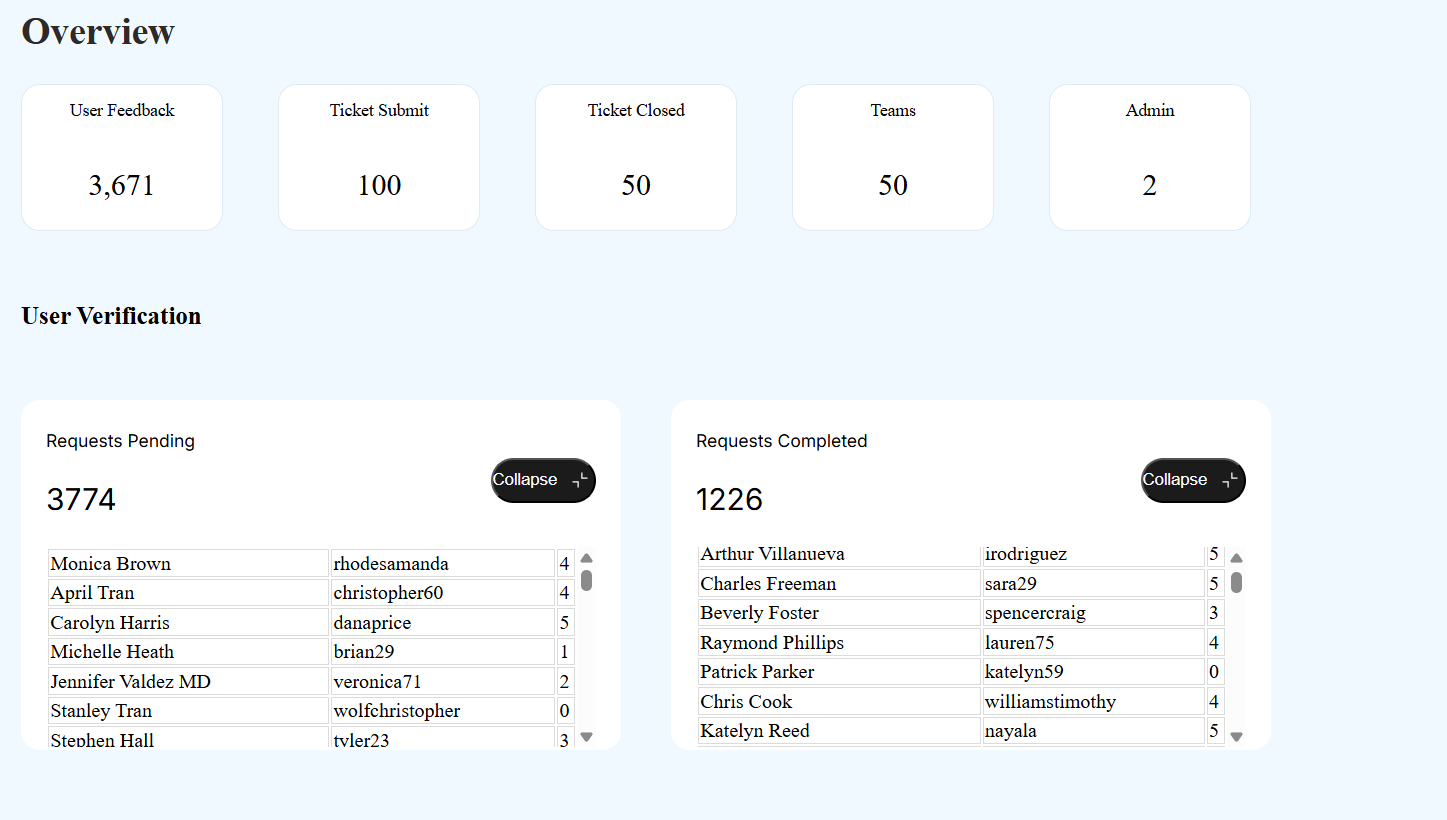 Overview
User Feedback
3,671
Ticket Submit
100
Ticket Closed
50
Teams
50
Admin
2
User Verification
Requests Pending
3774
Collapse
Monica Brown rhodesamanda 4
April Tran christopher60 4
Carolyn Harris danaprice 5
Michelle Heath brian29 1
Jennifer Valdez MD veronica71 2
Stanley Tran wolfchristopher 0
Stephen Hall tyler23 3
Requests Completed
1226
Collapse
Arthur Villanueva irodriguez 5
Charles Freeman sara29 5
Beverly Foster spencercraig 3
Raymond Phillips lauren75 4
Patrick Parker katelyn59 0
Chris Cook williamstimothy 4
Katelyn Reed nayala 5